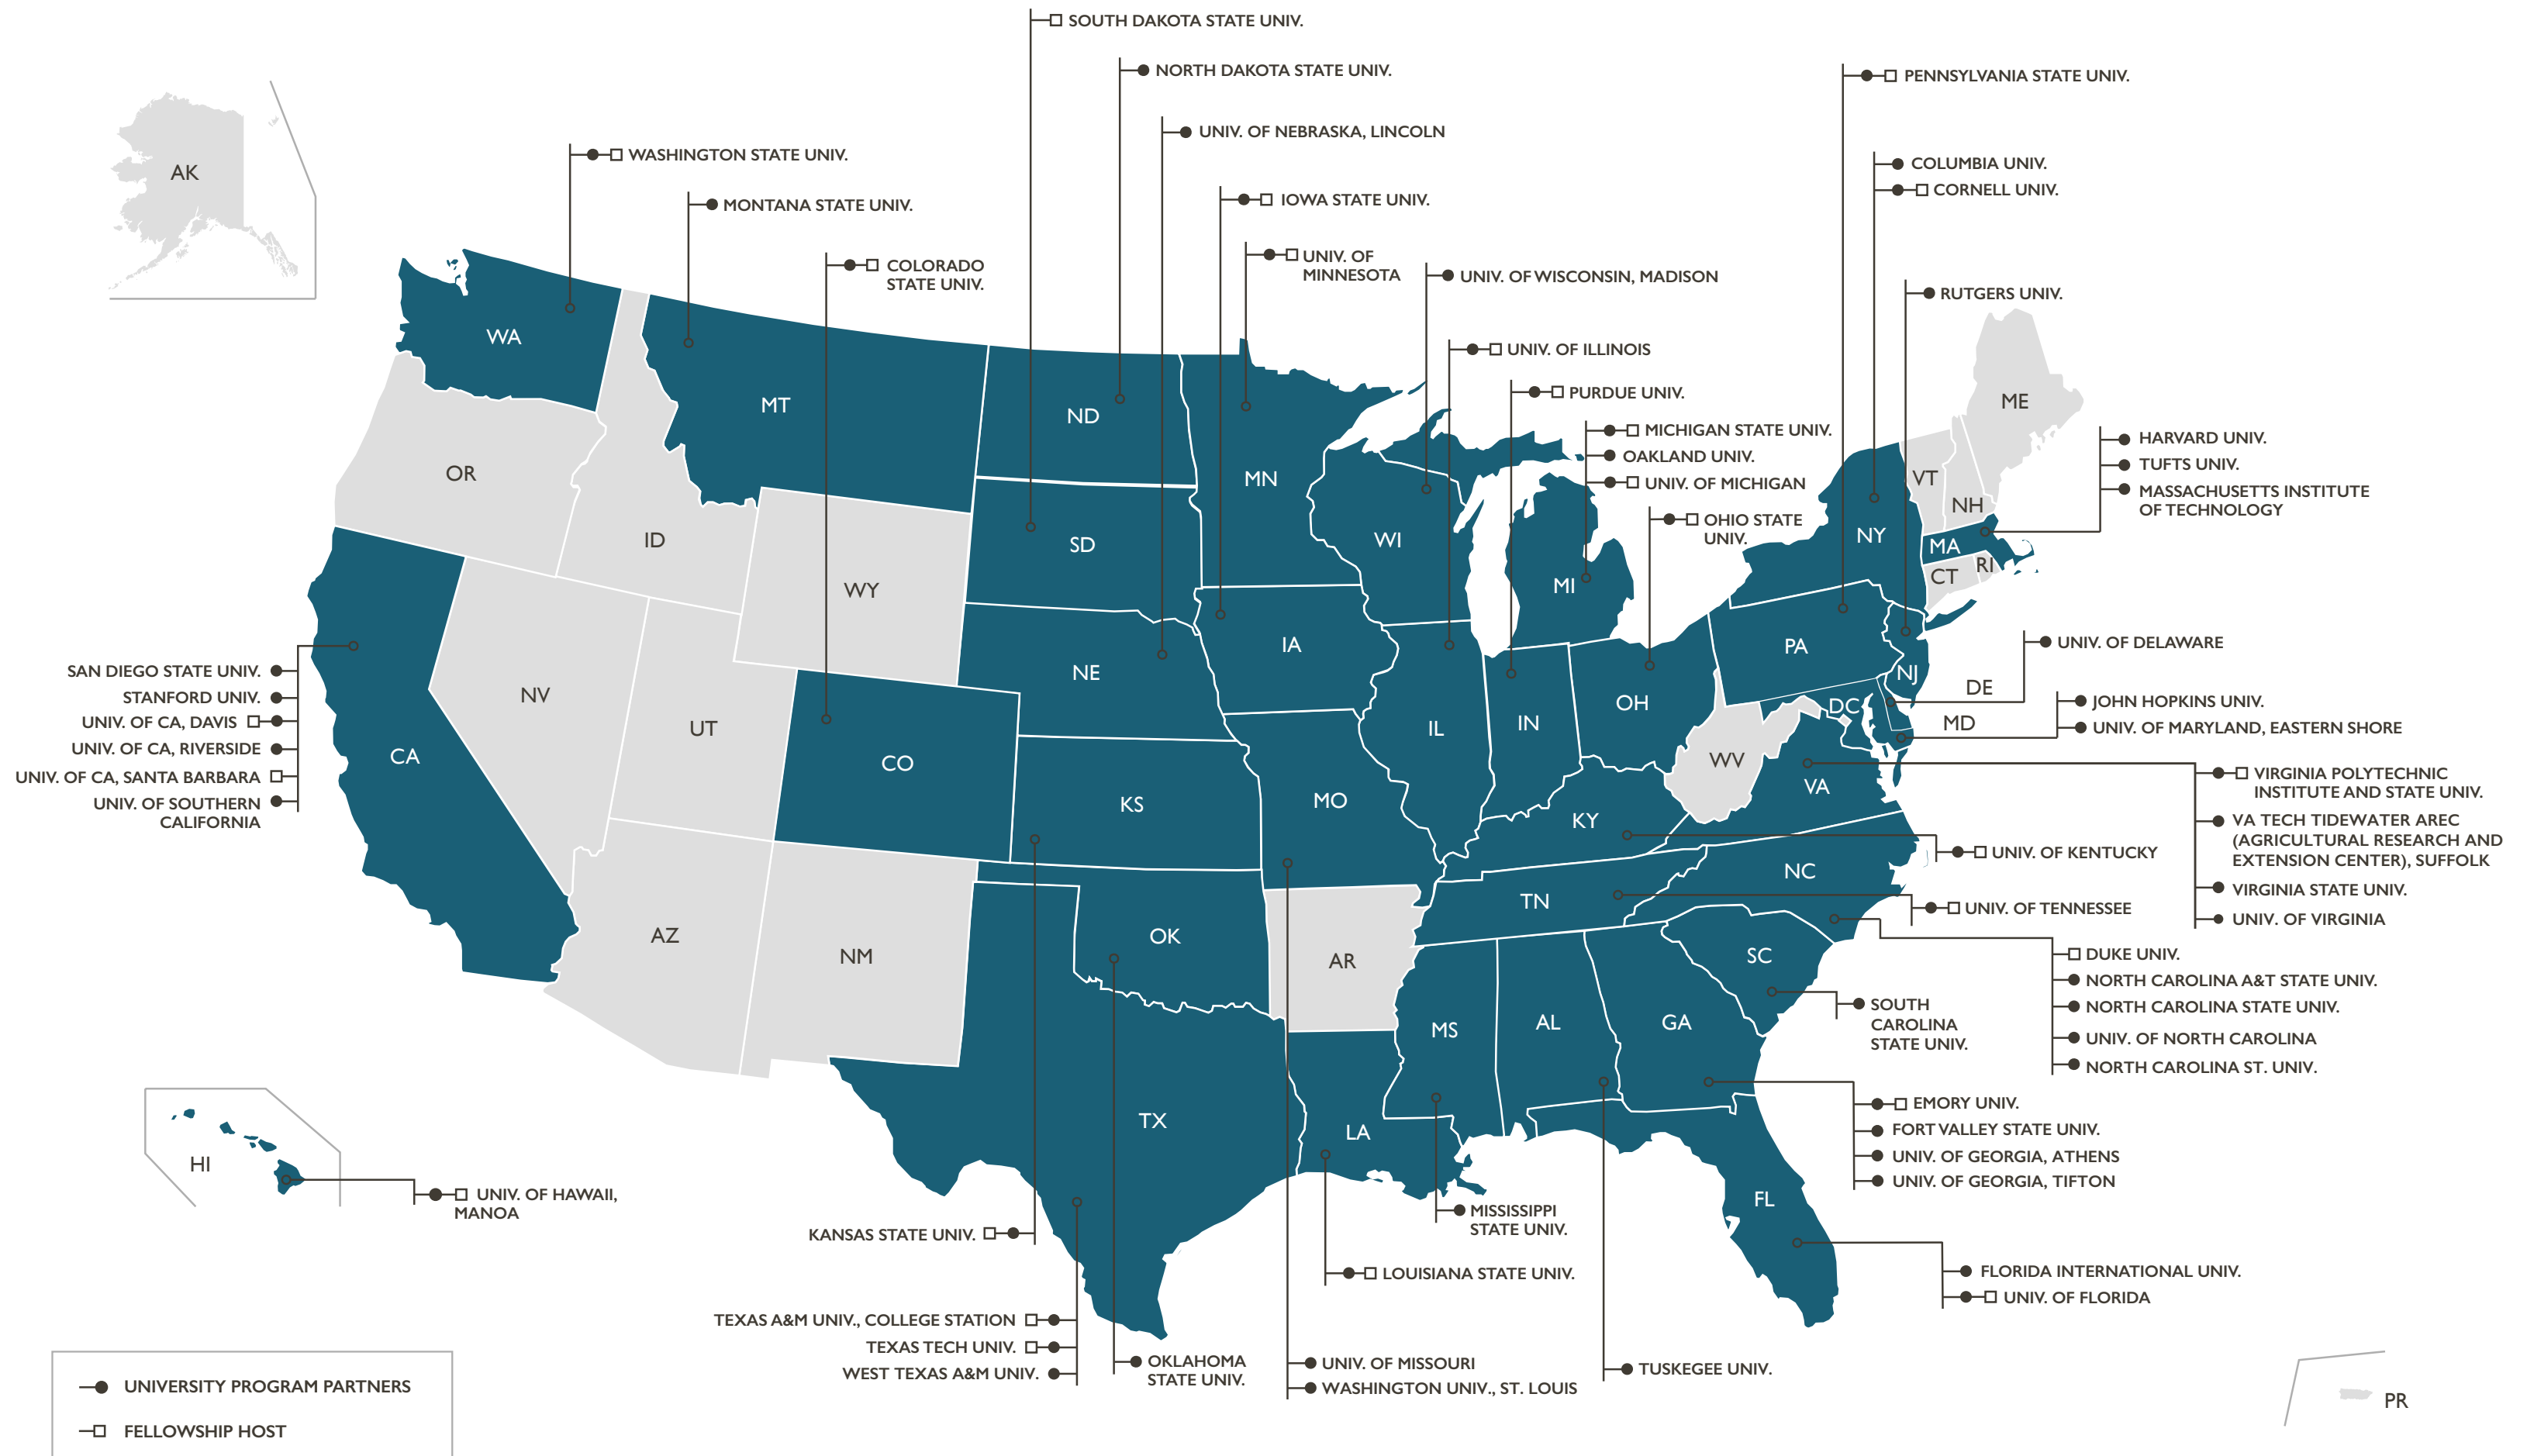 SOUTH DAKOTA STATE UNIV.
NORTH DAKOTA STATE UNIV.
PENNSYLVANIA STATE UNIV.
UNIV. OF NEBRASKA, LINCOLN
WASHINGTON STATE UNIV.
COLUMBIA UNIV.
CORNELL UNIV.
AK
MONTANA STATE UNIV.
IOWA STATE UNIV.
COLORADO
STATE UNIV.
UNIV. OF
MINNESOTA
UNIV. OF WISCONSIN, MADISON
RUTGERS UNIV.
WA
UNIV. OF ILLINOIS
PURDUE UNIV.
MT
ND
ME
MICHIGAN STATE UNIV.
OAKLAND UNIV.
UNIV. OF MICHIGAN
HARVARD UNIV.
TUFTS UNIV.
MASSACHUSETTS INSTITUTE
OF TECHNOLOGY
OR
MN
VT
NH
OHIO STATE
UNIV.
ID
SD
WI
NY
MA
CT
RI
WY
MI
IA
PA
NE
NJ
UNIV. OF DELAWARE
DE
SAN DIEGO STATE UNIV.
STANFORD UNIV.
UNIV. OF CA, DAVIS
UNIV. OF CA, RIVERSIDE
UNIV. OF CA, SANTA BARBARA
UNIV. OF SOUTHERN
CALIFORNIA
NV
UT
CA
CO
KS
MO
IL
IN
OH
DC
MD
JOHN HOPKINS UNIV.
UNIV. OF MARYLAND, EASTERN SHORE
WV
VA
KY
VIRGINIA POLYTECHNIC
INSTITUTE AND STATE UNIV.
VA TECH TIDEWATER AREC
(AGRICULTURAL RESEARCH AND
EXTENSION CENTER), SUFFOLK
VIRGINIA STATE UNIV.
UNIV. OF VIRGINIA
UNIV. OF KENTUCKY
NC
TN
UNIV. OF TENNESSEE
AZ
NM
OK
AR
SC
DUKE UNIV.
NORTH CAROLINA A&T STATE UNIV.
NORTH CAROLINA STATE UNIV.
UNIV. OF NORTH CAROLINA
NORTH CAROLINA ST. UNIV.
SOUTH
CAROLINA
STATE UNIV.
MS
AL
GA
TX
LA
EMORY UNIV.
FORT VALLEY STATE UNIV.
UNIV. OF GEORGIA, ATHENS
UNIV. OF GEORGIA, TIFTON
HI
UNIV. OF HAWAII,
MANOA
FL
KANSAS STATE UNIV.
MISSISSIPPI
STATE UNIV.
LOUISIANA STATE UNIV.
FLORIDA INTERNATIONAL UNIV.
UNIV. OF FLORIDA
TEXAS A&M UNIV., COLLEGE STATION
TEXAS TECH UNIV.
WEST TEXAS A&M UNIV.
OKLAHOMA
STATE UNIV.
UNIV. OF MISSOURI
WASHINGTON UNIV., ST. LOUIS
TUSKEGEE UNIV.
UNIVERSITY PROGRAM PARTNERS
FELLOWSHIP HOST
PR